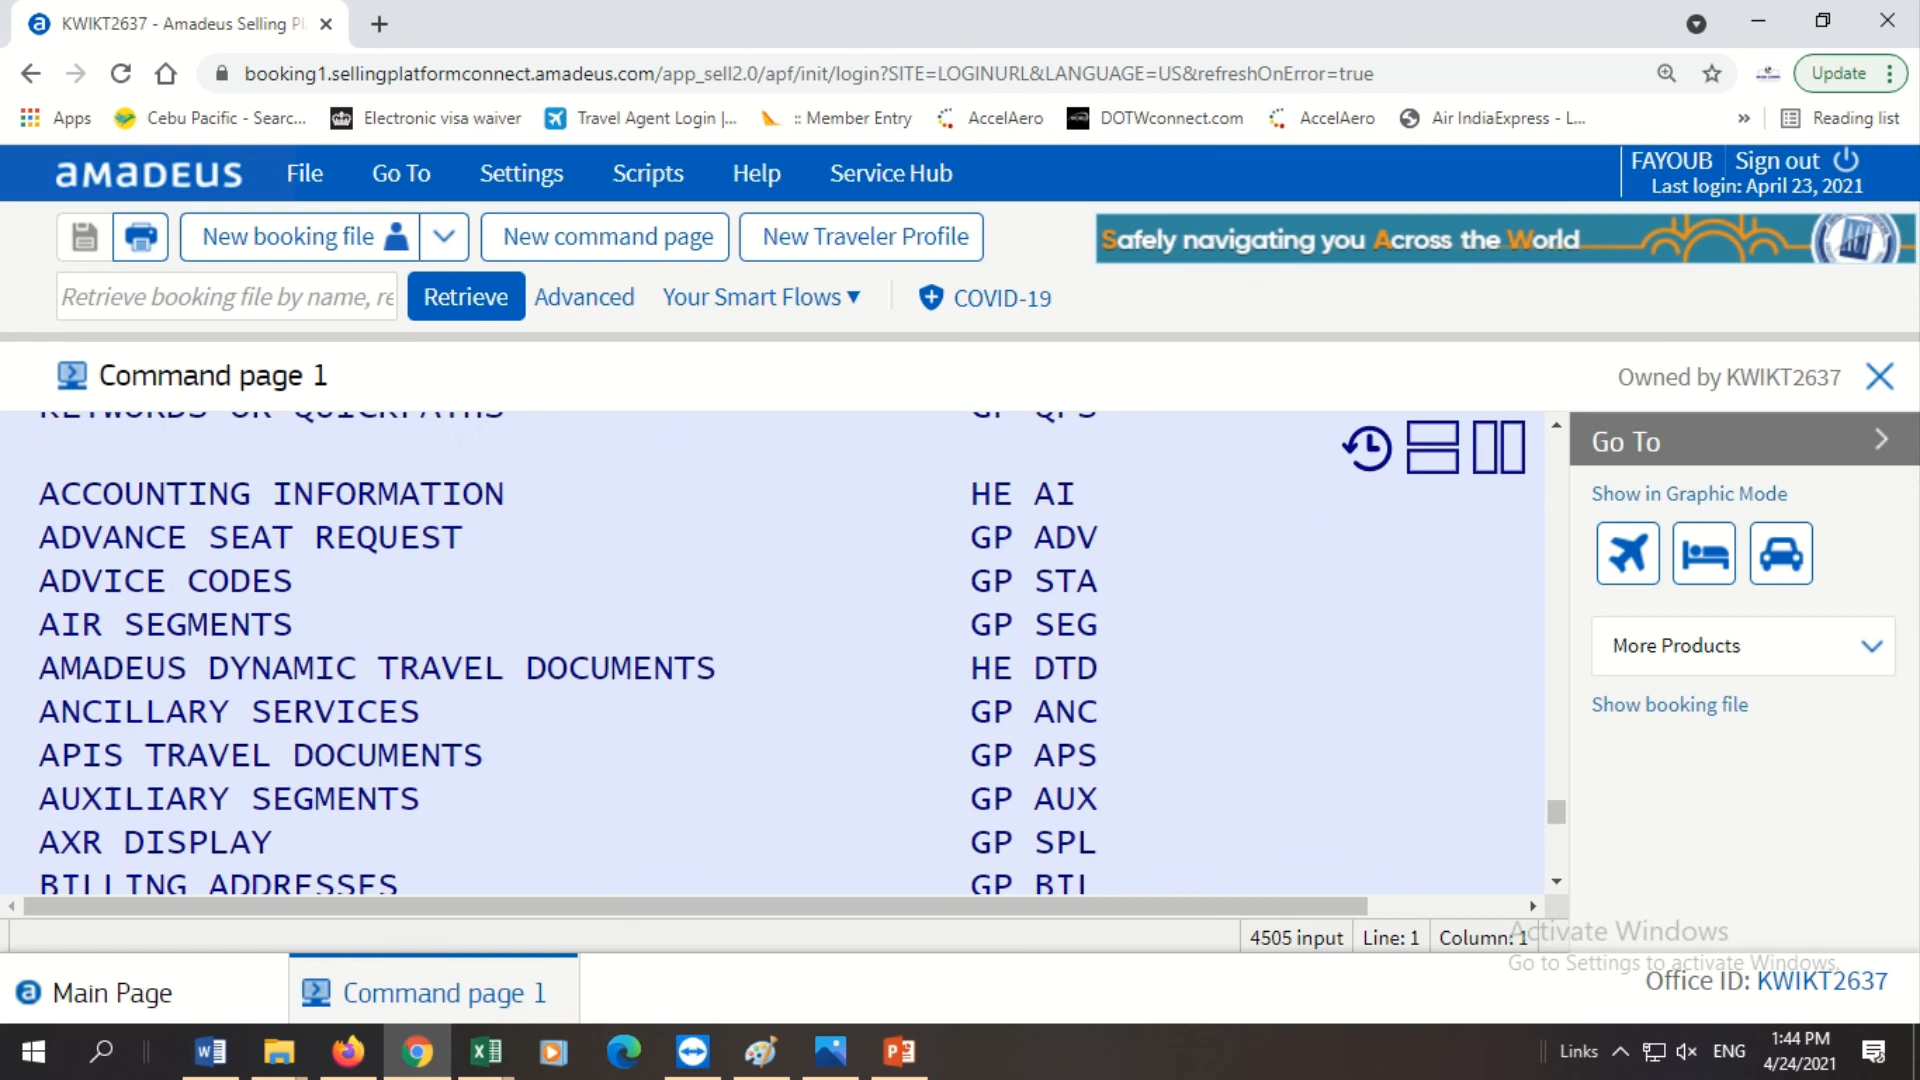 KWIKT2637 - Amadeus Selling Pl
booking1.sellingplatformconnect.amadeus.com/app_sell2.0/apf/init/login?SITE=LOGINURL&LANGUAGE=US&refreshOnError=true
Update
Apps
Cebu Pacific - Searc...
Electronic visa waiver
Travel Agent Login |...
:: Member Entry
AccelAero
DOTWconnect.com
AccelAero
Air IndiaExpress - L...
»
Reading list
amadeus
File
Go To
Settings
Scripts
Help
Service Hub
FAYOUB
Sign out
Last login: April 23, 2021
New booking file
New command page
New Traveler Profile
Safely navigating you Across the World
Retrieve booking file by name, re
Retrieve
Advanced
Your Smart Flows
COVID-19
Command page 1
Owned by KWIKT2637
KEYWORDS OR QUICKPATHS GP QPS
ACCOUNTING INFORMATION HE AI
ADVANCE SEAT REQUEST GP ADV
ADVICE CODES GP STA
AIR SEGMENTS GP SEG
AMADEUS DYNAMIC TRAVEL DOCUMENTS HE DTD
ANCILLARY SERVICES GP ANC
APIS TRAVEL DOCUMENTS GP APS
AUXILIARY SEGMENTS GP AUX
AXR DISPLAY GP SPL
BILLING ADDRESSES GP BIL
Go To
Show in Graphic Mode
More Products
Show booking file
4505 input
Line: 1
Column: 1
Activate Windows
Go to Settings to activate Windows.
Main Page
Command page 1
Office ID: KWIKT2637
Links
ENG
1:44 PM
4/24/2021